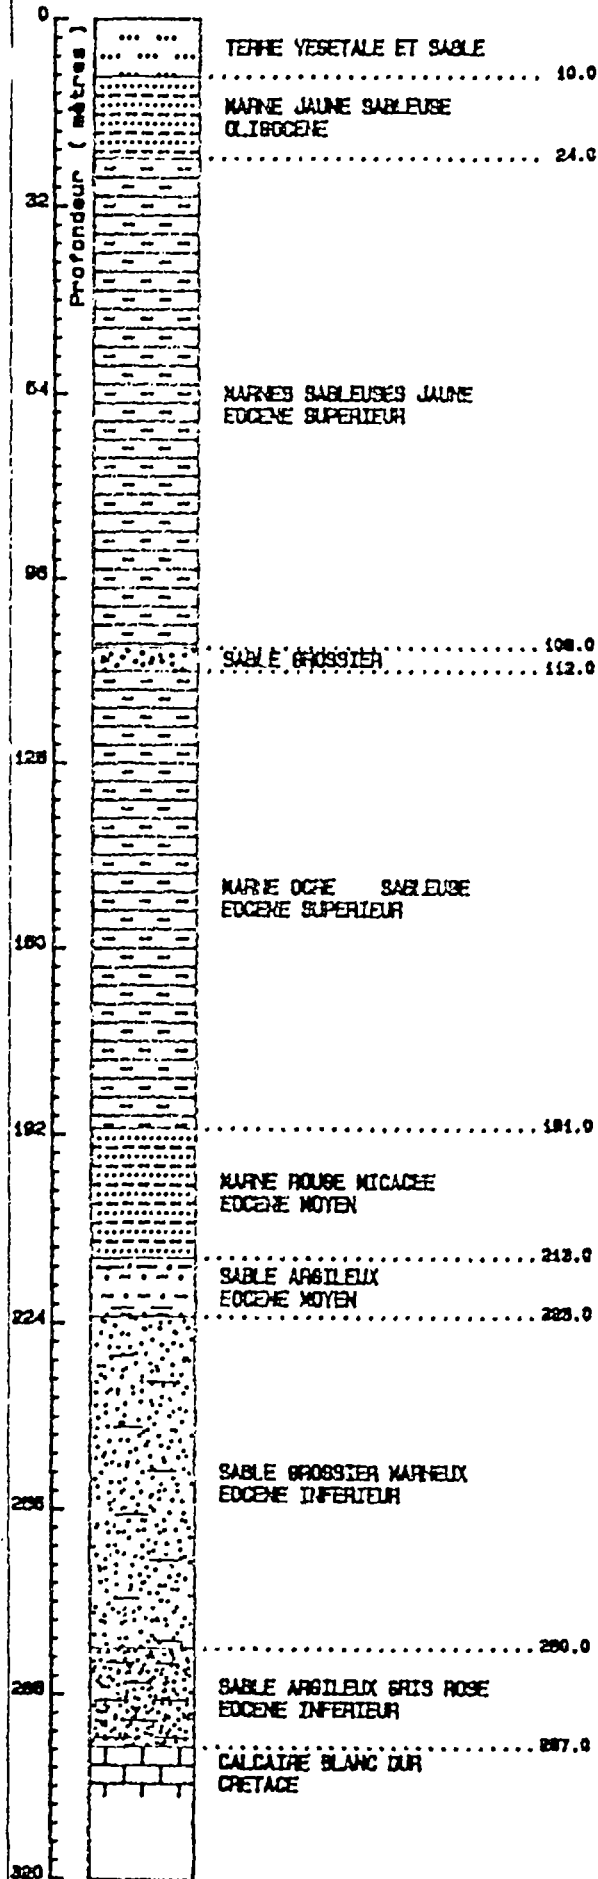 0
Profondeur ( mètres )
TERRE VEGETALE ET SABLE
10.0
MARNE JAUNE SABLEUSE
OLIGOCENE
24.0
32
64
MARNES SABLEUSES JAUNE
EOCENE SUPERIEUR
96
108.0
SABLE GROSSIER
112.0
128
MARNE OCRE SABLEUSE
EOCENE SUPERIEUR
160
192
191.0
MARNE ROUGE MICACEE
EOCENE MOYEN
213.0
SABLE ARGILEUX
EOCENE MOYEN
224
223.0
SABLE GROSSIER MARNEUX
EOCENE INFERIEUR
256
280.0
288
SABLE ARGILEUX GRIS ROSE
EOCENE INFERIEUR
297.0
CALCAIRE BLANC DUR
CRETACE
320